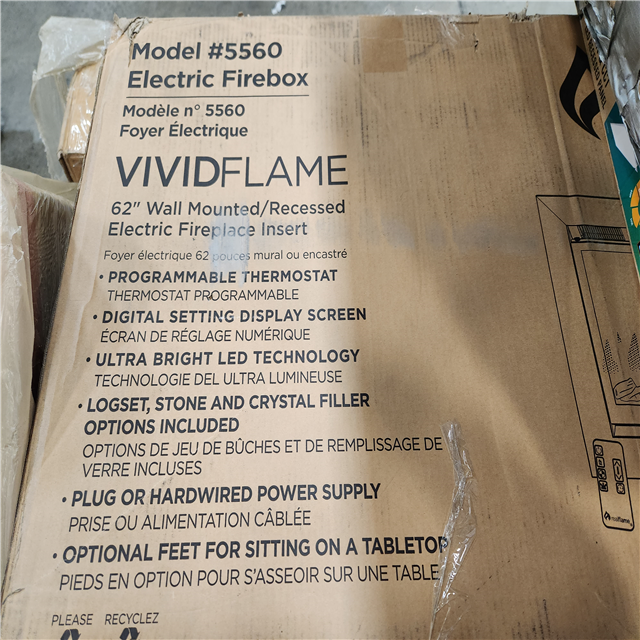 Model #5560
Electric Firebox
Modèle n° 5560
Foyer Électrique
VIVIDFLAME
62" Wall Mounted/Recessed
Electric Fireplace Insert
Foyer électrique 62 pouces mural ou encastré
• PROGRAMMABLE THERMOSTAT
THERMOSTAT PROGRAMMABLE
• DIGITAL SETTING DISPLAY SCREEN
ÉCRAN DE RÉGLAGE NUMÉRIQUE
• ULTRA BRIGHT LED TECHNOLOGY
TECHNOLOGIE DEL ULTRA LUMINEUSE
• LOGSET, STONE AND CRYSTAL FILLER
OPTIONS INCLUDED
OPTIONS DE JEU DE BÛCHES ET DE REMPLISSAGE DE
VERRE INCLUSES
• PLUG OR HARDWIRED POWER SUPPLY
PRISE OU ALIMENTATION CÂBLÉE
• OPTIONAL FEET FOR SITTING ON A TABLETOP
PIEDS EN OPTION POUR S'ASSEOIR SUR UNE TABLE
PLEASE RECYCLEZ